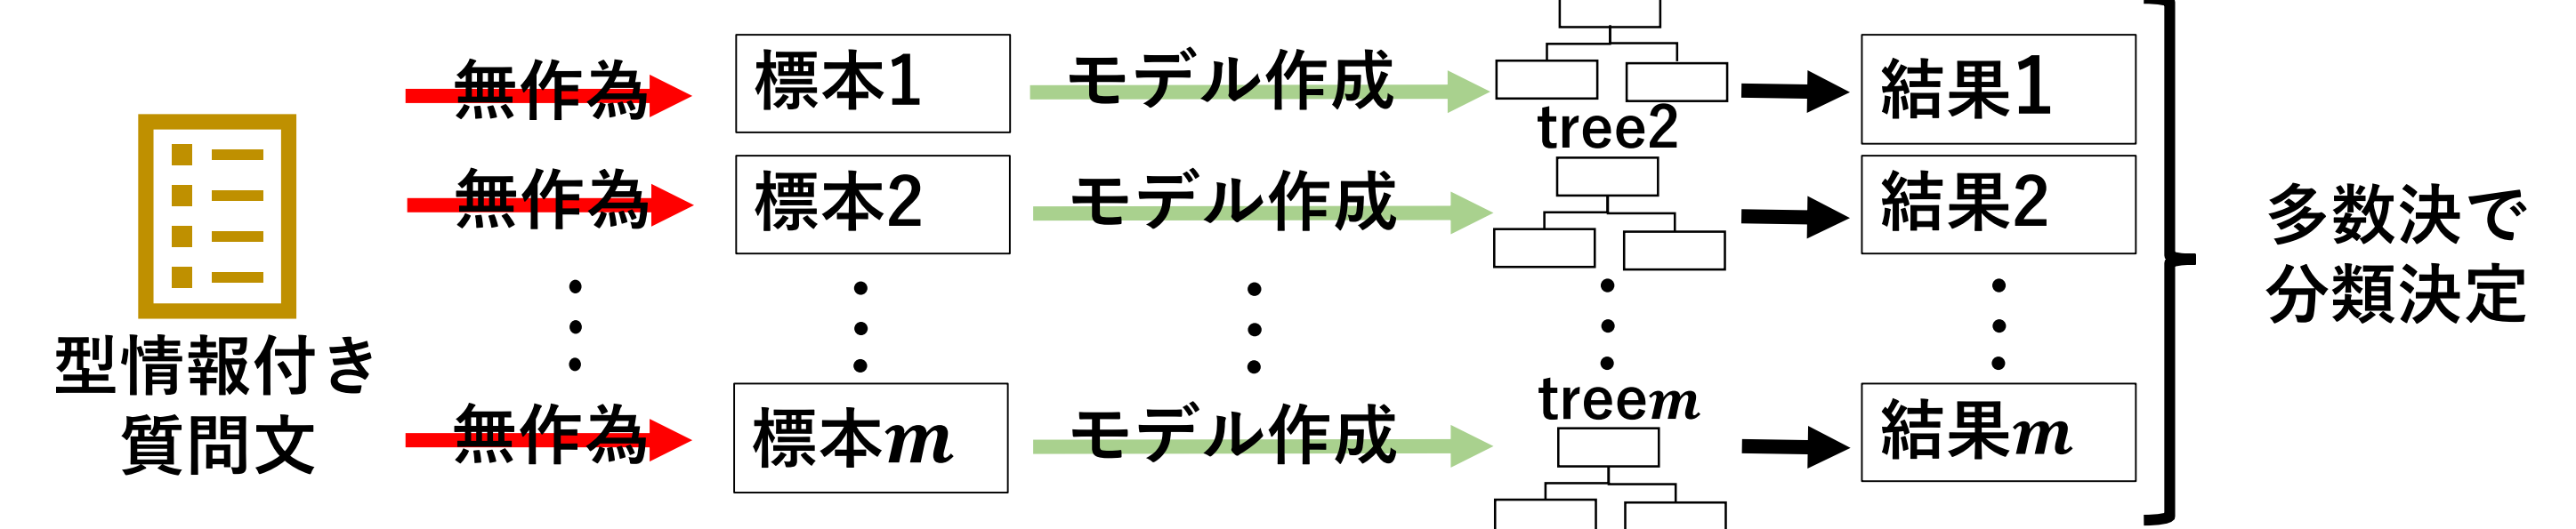 型情報付き
質問文
無作為
標本1
モデル作成
結果1
tree2
無作為
標本2
モデル作成
結果2
treem
無作為
標本m
モデル作成
結果m
多数決で
分類決定